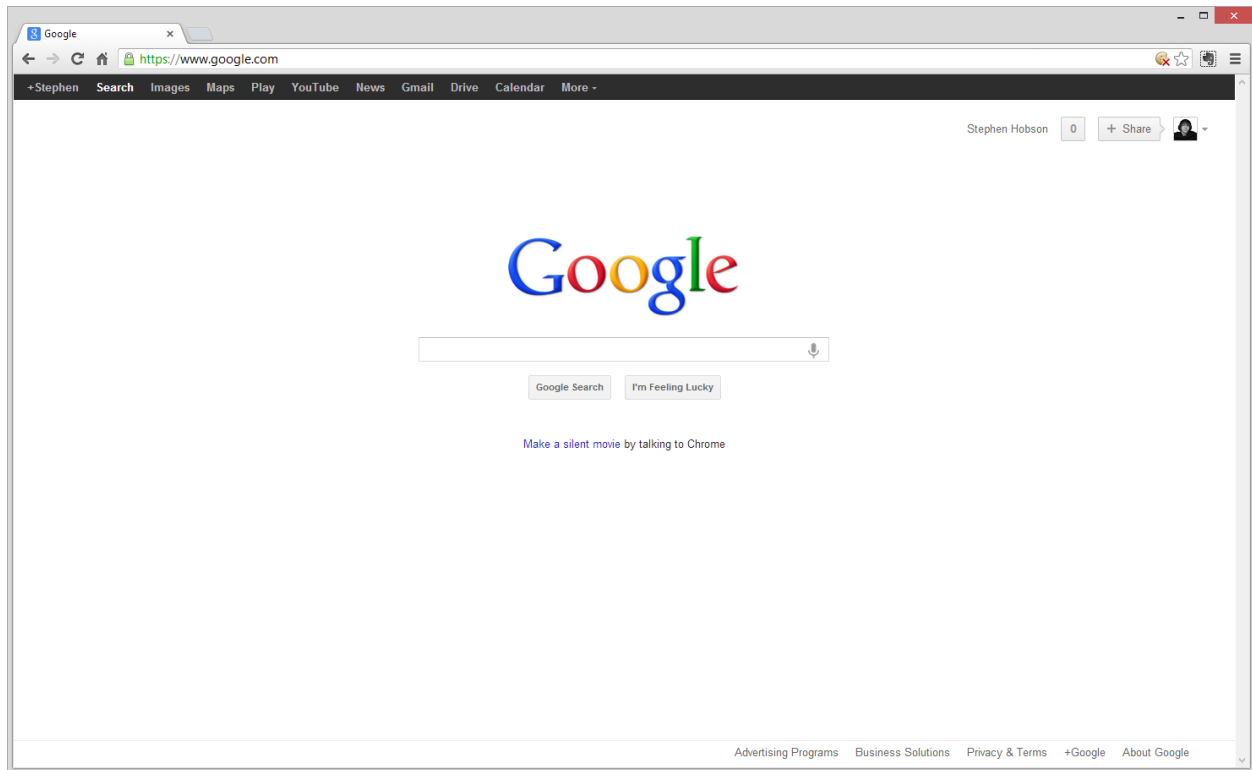 Google
https://www.google.com
+Stephen Search Images Maps Play YouTube News Gmail Drive Calendar More
Stephen Hobson 0 + Share
Google
Google Search I'm Feeling Lucky
Make a silent movie by talking to Chrome
Advertising Programs Business Solutions Privacy & Terms +Google About Google